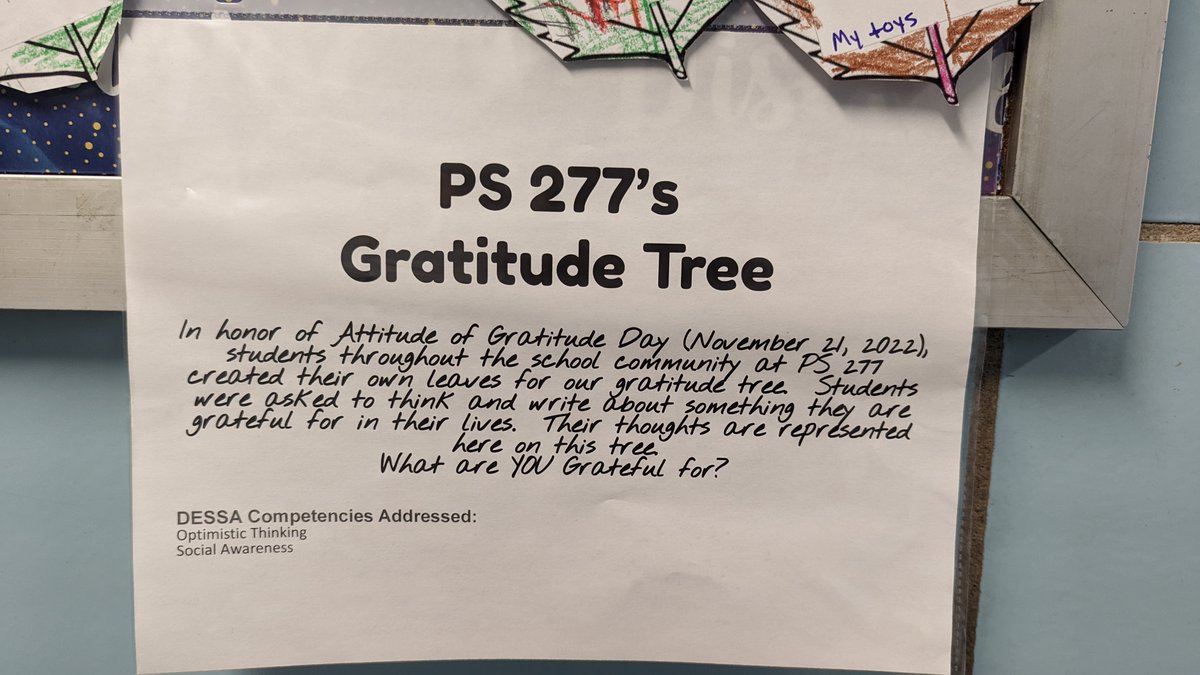 My toys
PS 277's
Gratitude Tree
In honor of Attitude of Gratitude Day (November 21, 2022),
students throughout the school community at PS 277
created their own leaves for our gratitude tree. Students
were asked to think and write about something they are
grateful for in their lives. Their thoughts are represented
here on this tree.
What are YOU Grateful for?
DESSA Competencies Addressed:
Optimistic Thinking
Social Awareness